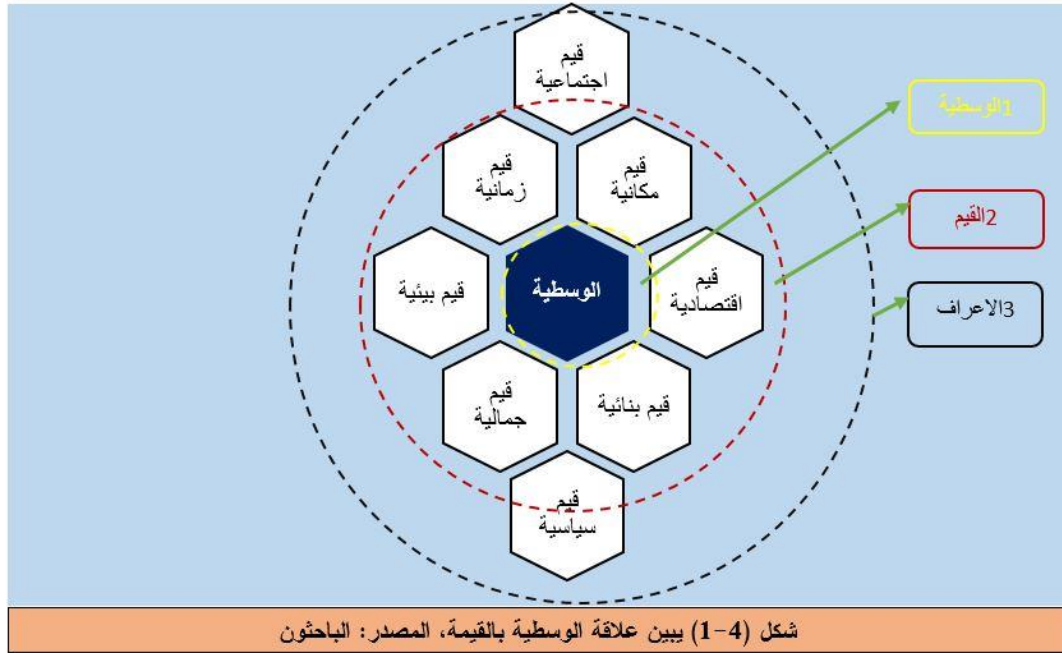 قيم
اجتماعية
قيم
زمانية
قيم
مكانية
قيم بيئية
الوسطية
قيم
اقتصادية
قيم
جمالية
قيم بنائية
قيم
سياسية
1الوسطية
2القيم
3الاعراف
شكل (4-1) يبين علاقة الوسطية بالقيمة، المصدر: الباحثون